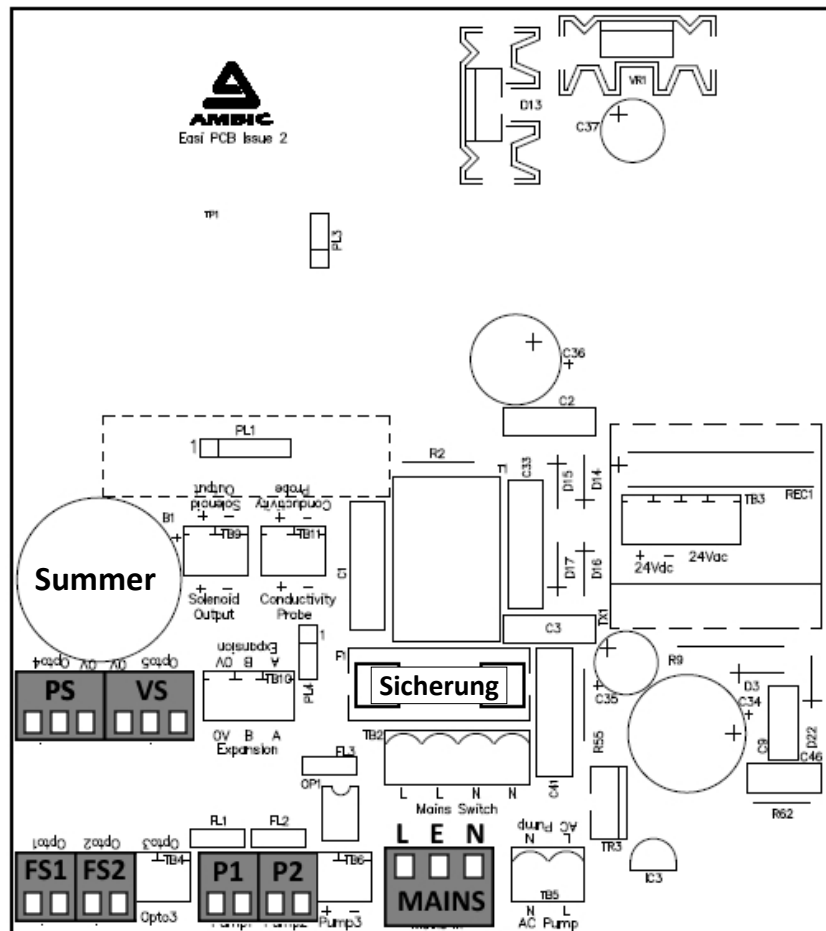 D13
VR1
C37
AMBIC
Easi PCB Issue 2
TP1
PL3
C36
C2
PL1
1
R2
T1
C33
D15
D14
REC1
TB3
24Vdc
24Vac
Solenoid Output
Conductivity Probe
B1
TB9
TB11
Solenoid
Output
Conductivity
Probe
Summer
C1
D17
D16
TX1
C3
1
PL4
Expansion
0V B A
TB10
0V B A
Expansion
Opto4
0V
0V
Opto5
PS
VS
F1
Sicherung
C35
R9
D3
C34
D22
C9
C46
R62
R55
C41
TB2
L L N N
Mains Switch
FL3
OP1
FL1
FL2
Opto1
Opto2
Opto3
FS1
FS2
TB4
Opto3
P1
P2
TB6
Pump3
L E N
MAINS
AC Pump
N L
TB5
N L
AC Pump
TR3
IC3